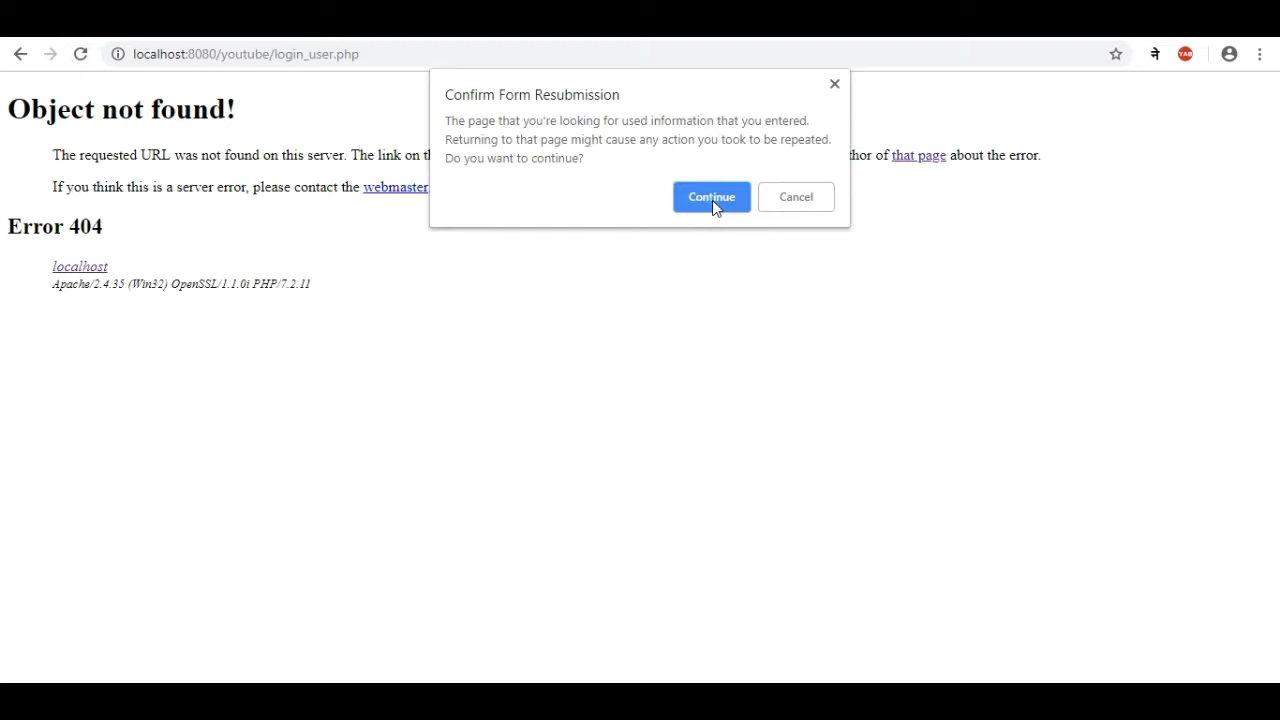 localhost:8080/youtube/login_user.php
ने
Object not found!
The requested URL was not found on this server. The link on th
hor of that page about the error.
If you think this is a server error, please contact the webmaster
Error 404
localhost
Apache/2.4.35 (Win32) OpenSSL/1.1.0i PHP/7.2.11
Confirm Form Resubmission
The page that you're looking for used information that you entered.
Returning to that page might cause any action you took to be repeated.
Do you want to continue?
Continue
Cancel